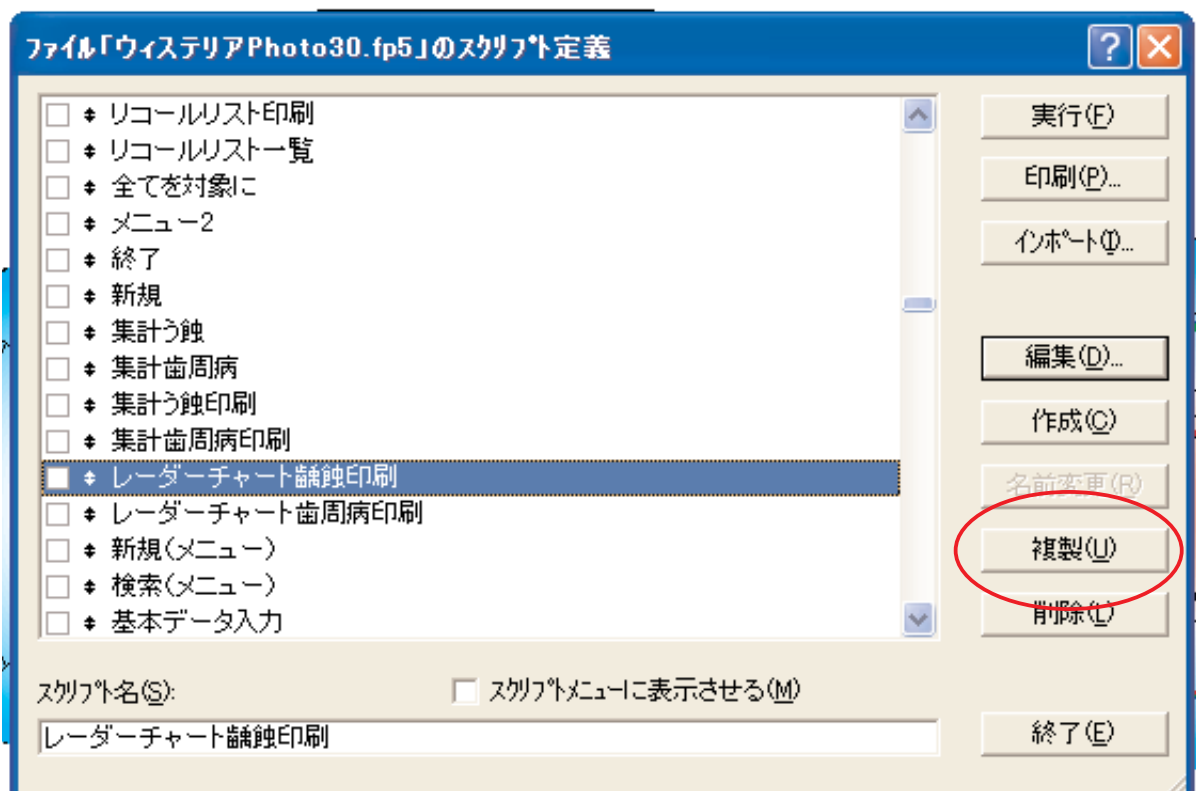 ファイル「ウィステリアPhoto30.fp5」のスクリプト定義
リコールリスト印刷
リコールリスト一覧
全てを対象に
メニュー2
終了
新規
集計う蝕
集計歯周病
集計う蝕印刷
集計歯周病印刷
レーダーチャート齲蝕印刷
レーダーチャート歯周病印刷
新規(メニュー)
検索(メニュー)
基本データ入力
実行(F)
印刷(P)...
インポート(I)...
編集(D)...
作成(C)
名前変更(R)
複製(U)
削除(L)
スクリプト名(S):
スクリプトメニューに表示させる(M)
レーダーチャート齲蝕印刷
終了(E)